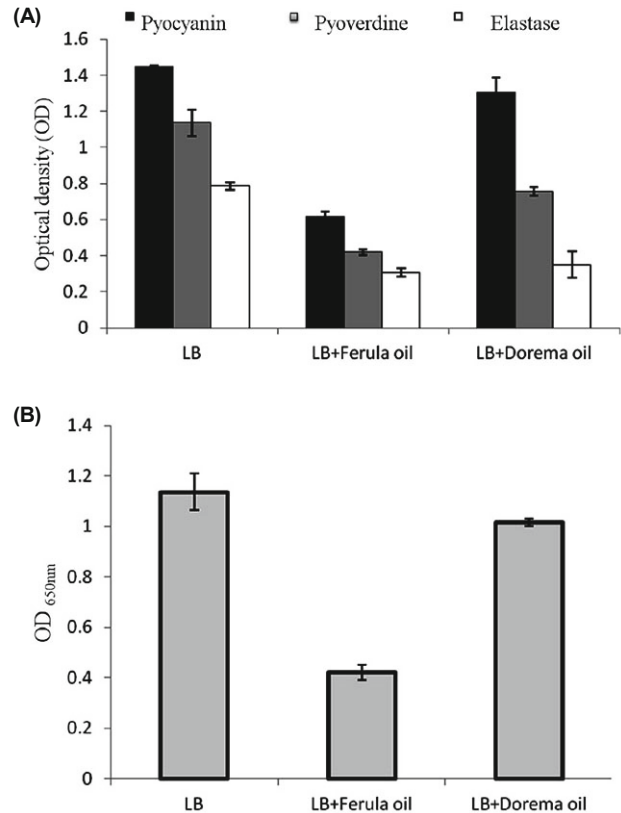 (A)
Pyocyanin Pyoverdine Elastase
Optical density (OD)
1.6
1.4
1.2
1
0.8
0.6
0.4
0.2
0
LB LB+Ferula oil LB+Dorema oil
(B)
OD 650nm
1.4
1.2
1
0.8
0.6
0.4
0.2
0
LB LB+Ferula oil LB+Dorema oil